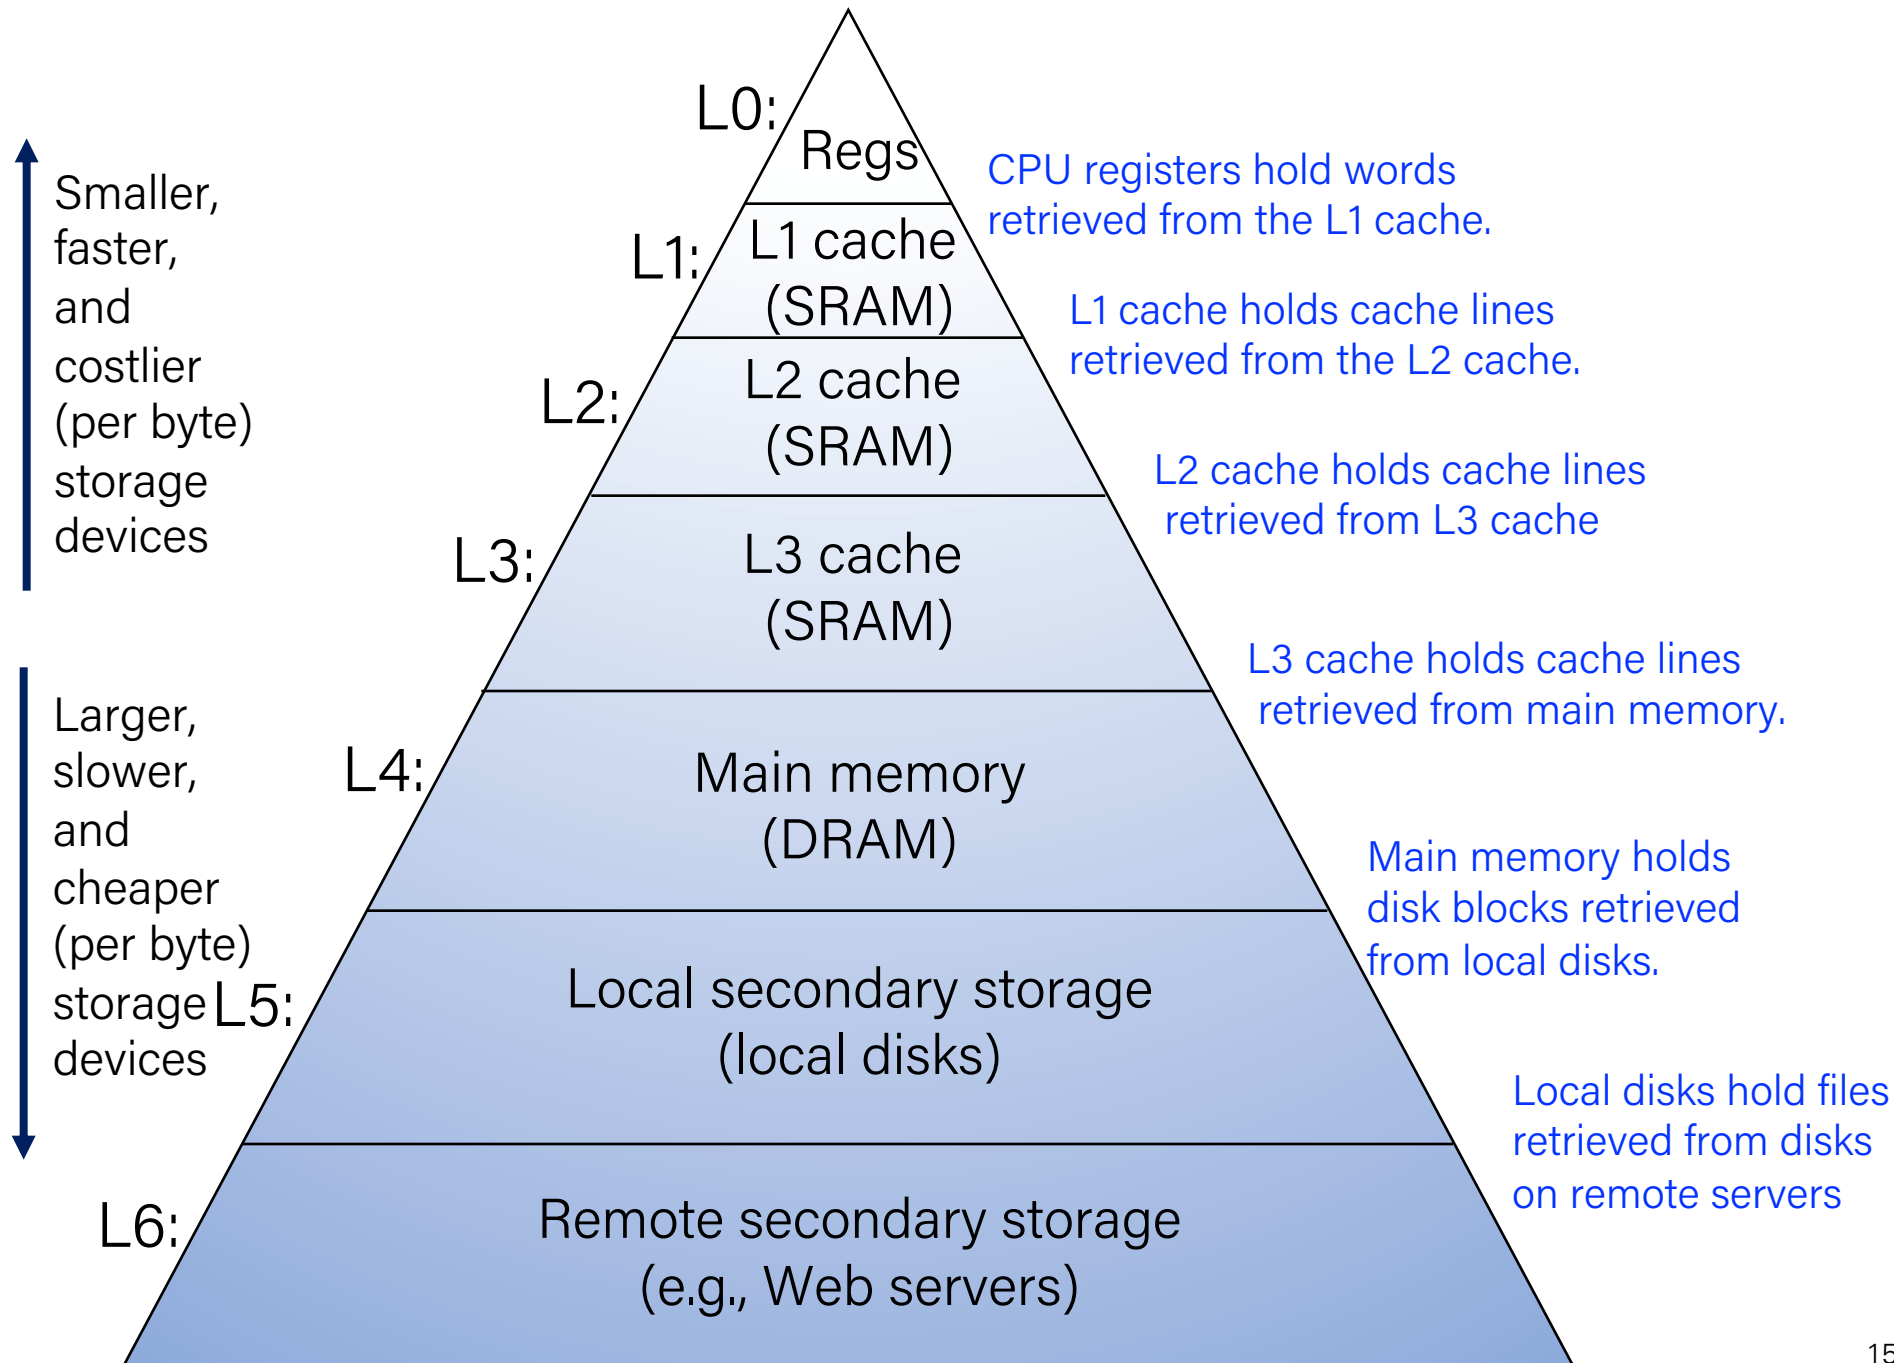 L0:
Regs
CPU registers hold words
retrieved from the L1 cache.
Smaller,
faster,
and
costlier
(per byte)
storage
devices
L1:
L1 cache
(SRAM)
L1 cache holds cache lines
retrieved from the L2 cache.
L2:
L2 cache
(SRAM)
L2 cache holds cache lines
retrieved from L3 cache
L3:
L3 cache
(SRAM)
L3 cache holds cache lines
retrieved from main memory.
Larger,
slower,
and
cheaper
(per byte)
storage
devices
L4:
Main memory
(DRAM)
Main memory holds
disk blocks retrieved
from local disks.
L5:
Local secondary storage
(local disks)
Local disks hold files
retrieved from disks
on remote servers
L6:
Remote secondary storage
(e.g., Web servers)
15